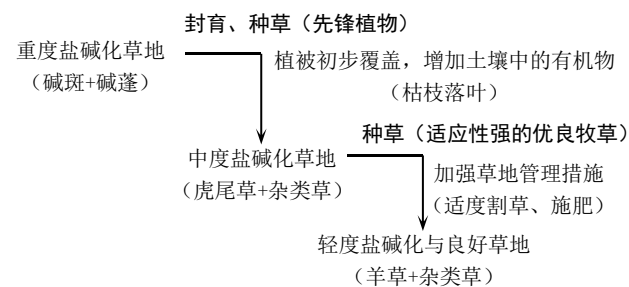 封育、种草（先锋植物）
重度盐碱化草地
（碱斑+碱蓬）
植被初步覆盖，增加土壤中的有机物
（枯枝落叶）
种草（适应性强的优良牧草）
中度盐碱化草地
（虎尾草+杂类草）
加强草地管理措施
（适度割草、施肥）
轻度盐碱化与良好草地
（羊草+杂类草）